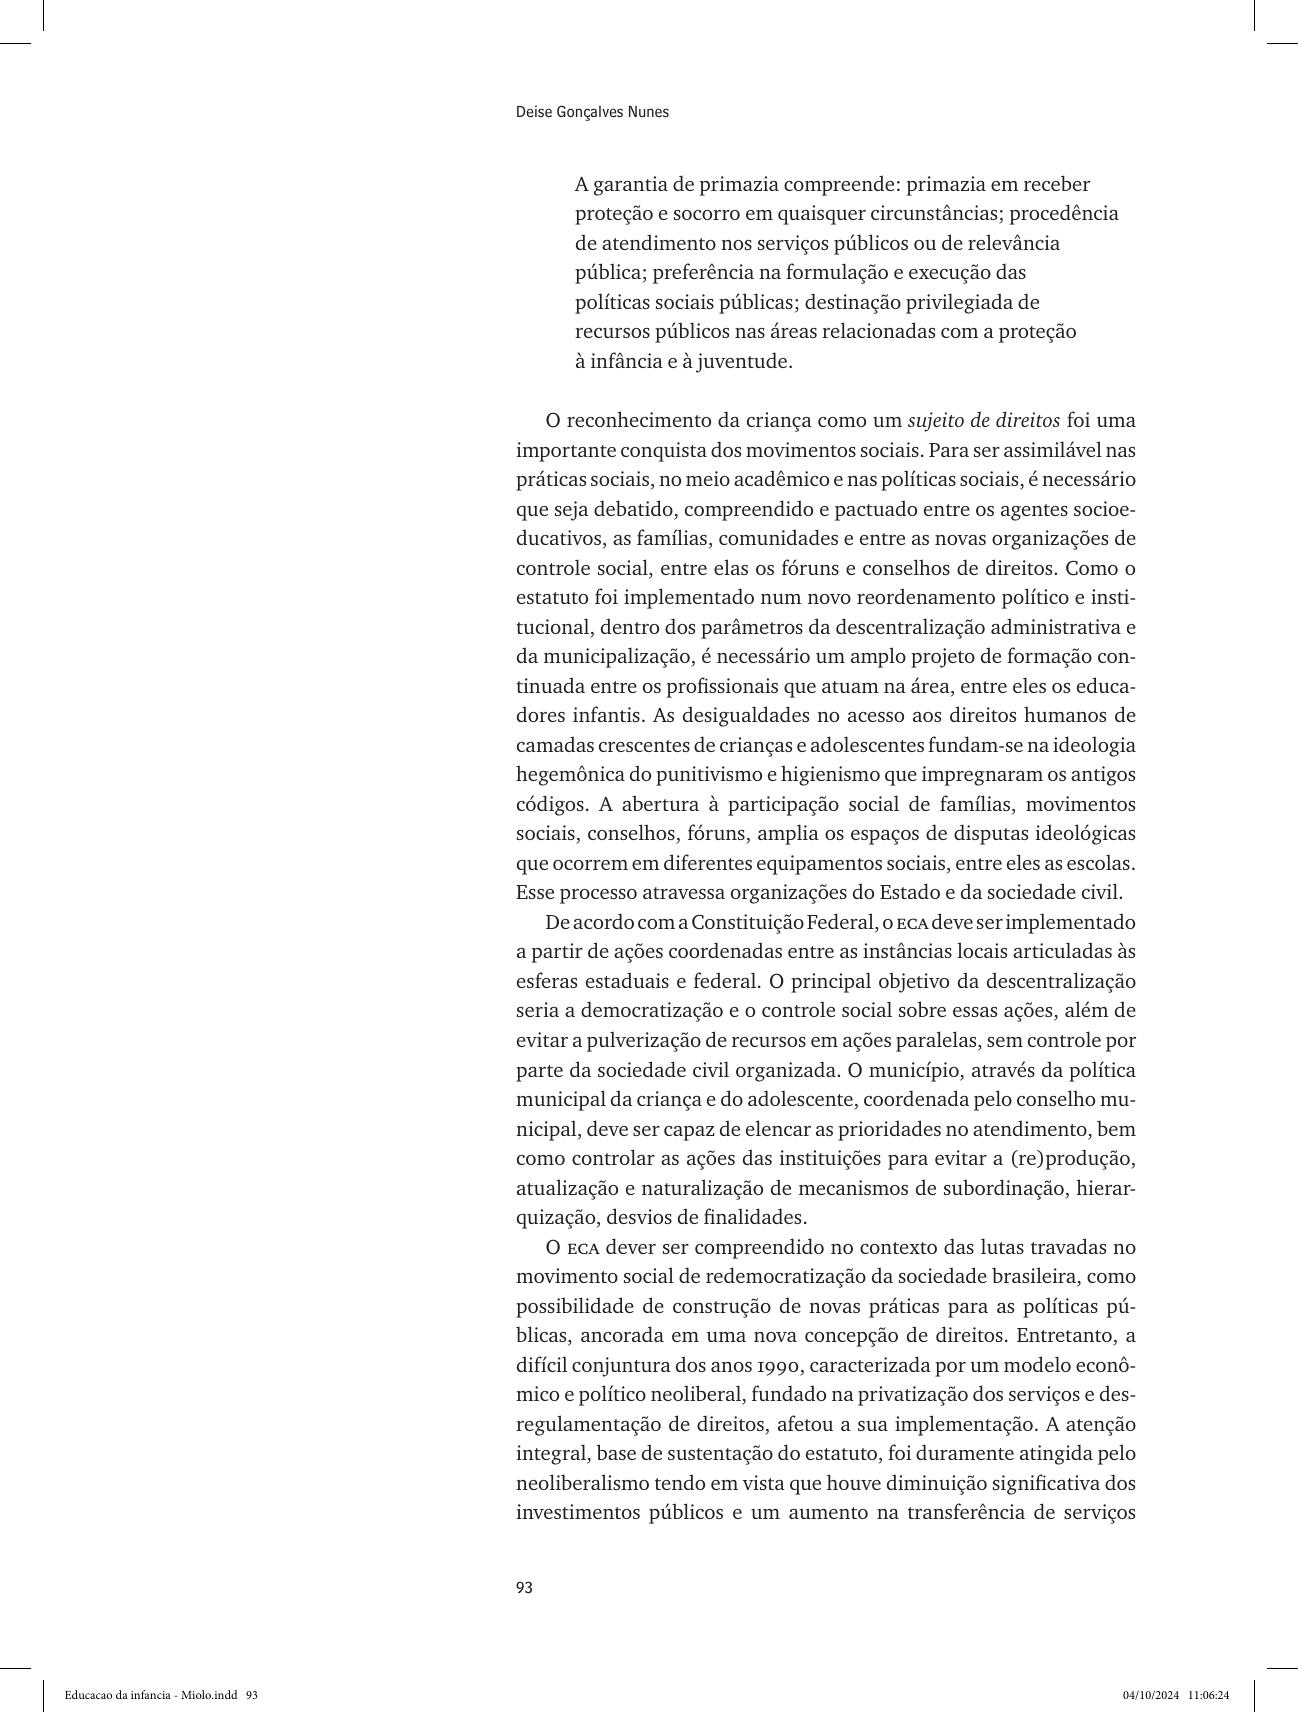 Deise Gonçalves Nunes
A garantia de primazia compreende: primazia em receber
proteção e socorro em quaisquer circunstâncias; procedência
de atendimento nos serviços públicos ou de relevância
pública; preferência na formulação e execução das
políticas sociais públicas; destinação privilegiada de
recursos públicos nas áreas relacionadas com a proteção
à infância e à juventude.
O reconhecimento da criança como um sujeito de direitos foi uma
importante conquista dos movimentos sociais. Para ser assimilável nas
práticas sociais, no meio acadêmico e nas políticas sociais, é necessário
que seja debatido, compreendido e pactuado entre os agentes socioe-
ducativos, as famílias, comunidades e entre as novas organizações de
controle social, entre elas os fóruns e conselhos de direitos. Como o
estatuto foi implementado num novo reordenamento político e insti-
tucional, dentro dos parâmetros da descentralização administrativa e
da municipalização, é necessário um amplo projeto de formação con-
tinuada entre os profissionais que atuam na área, entre eles os educa-
dores infantis. As desigualdades no acesso aos direitos humanos de
camadas crescentes de crianças e adolescentes fundam-se na ideologia
hegemônica do punitivismo e higienismo que impregnaram os antigos
códigos. A abertura à participação social de famílias, movimentos
sociais, conselhos, fóruns, amplia os espaços de disputas ideológicas
que ocorrem em diferentes equipamentos sociais, entre eles as escolas.
Esse processo atravessa organizações do Estado e da sociedade civil.
De acordo com a Constituição Federal, o ECA deve ser implementado
a partir de ações coordenadas entre as instâncias locais articuladas às
esferas estaduais e federal. O principal objetivo da descentralização
seria a democratização e o controle social sobre essas ações, além de
evitar a pulverização de recursos em ações paralelas, sem controle por
parte da sociedade civil organizada. O município, através da política
municipal da criança e do adolescente, coordenada pelo conselho mu-
nicipal, deve ser capaz de elencar as prioridades no atendimento, bem
como controlar as ações das instituições para evitar a (re)produção,
atualização e naturalização de mecanismos de subordinação, hierar-
quização, desvios de finalidades.
O ECA dever ser compreendido no contexto das lutas travadas no
movimento social de redemocratização da sociedade brasileira, como
possibilidade de construção de novas práticas para as políticas pú-
blicas, ancorada em uma nova concepção de direitos. Entretanto, a
difícil conjuntura dos anos 1990, caracterizada por um modelo econô-
mico e político neoliberal, fundado na privatização dos serviços e des-
regulamentação de direitos, afetou a sua implementação. A atenção
integral, base de sustentação do estatuto, foi duramente atingida pelo
neoliberalismo tendo em vista que houve diminuição significativa dos
investimentos públicos e um aumento na transferência de serviços
93
Educacao da infancia - Miolo.indd 93
04/10/2024 11:06:24